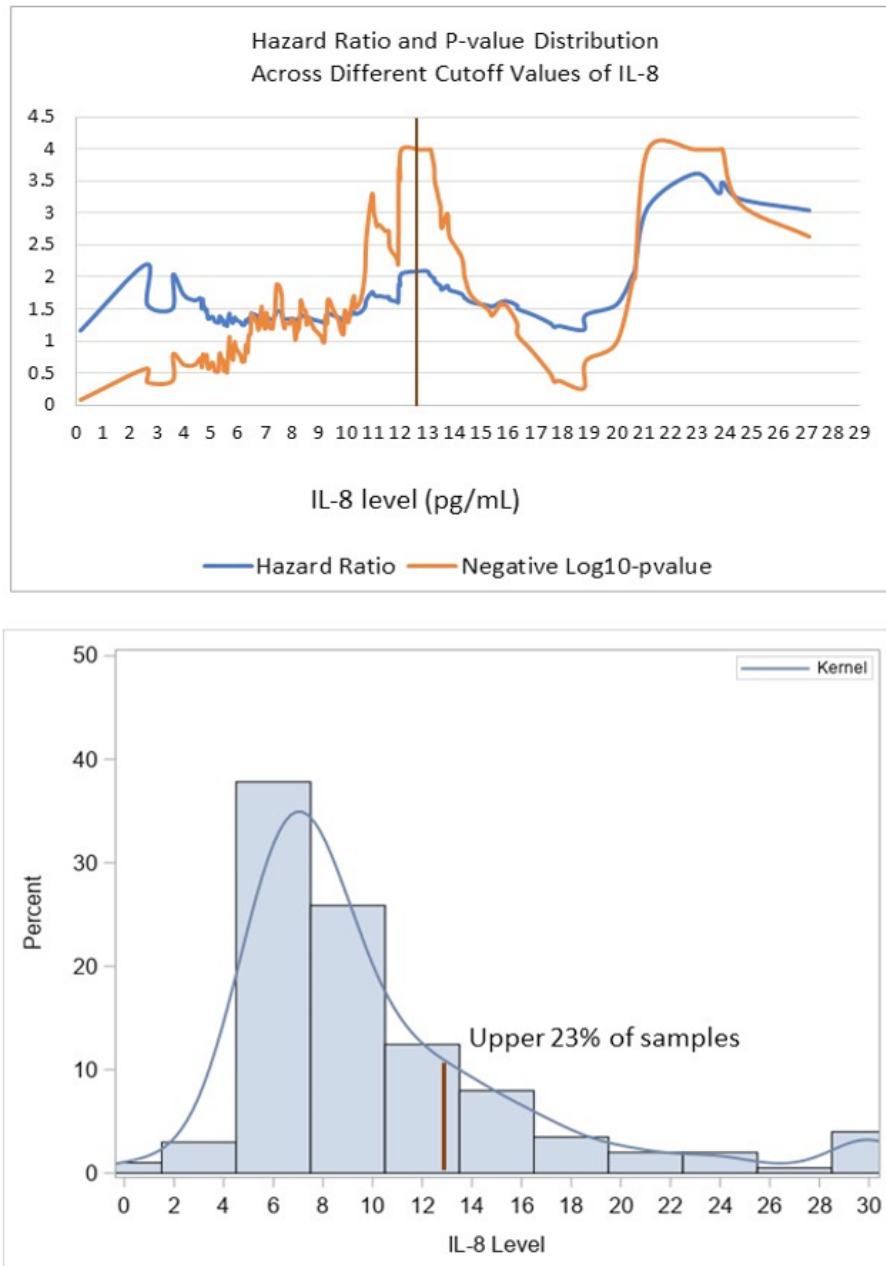 Hazard Ratio and P-value Distribution
Across Different Cutoff Values of IL-8
4.5
4
3.5
3
2.5
2
1.5
1
0.5
0
0 1 2 3 4 5 6 7 8 9 10 11 12 13 14 15 16 17 18 19 20 21 24 26 27 28 29
IL-8 level (pg/mL)
Hazard Ratio Negative Log10-pvalue
50
Kernel
40
30
Percent
20
Upper 23% of samples
10
0
0 2 4 6 8 10 12 14 16 18 20 22 24 26 28 30
IL-8 Level